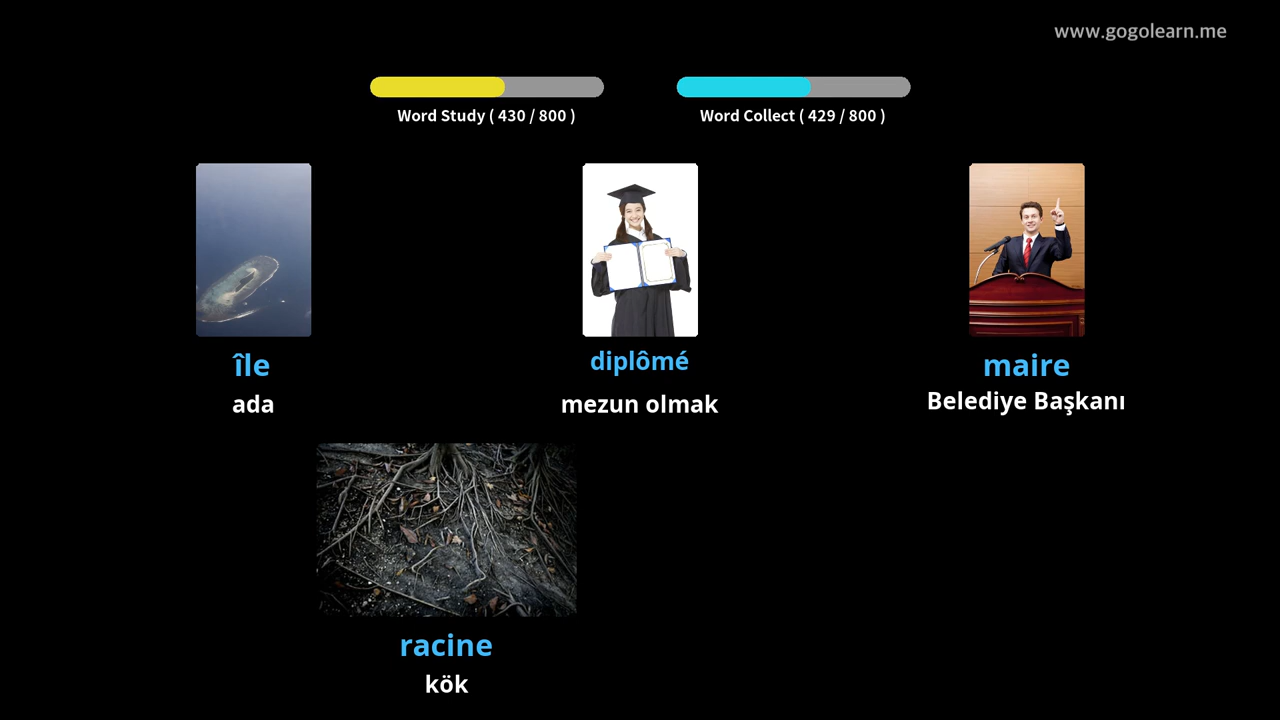 www.gogolearn.me
Word Study ( 430 / 800 )
Word Collect ( 429 / 800 )
île
diplômé
maire
ada
mezun olmak
Belediye Başkanı
racine
kök